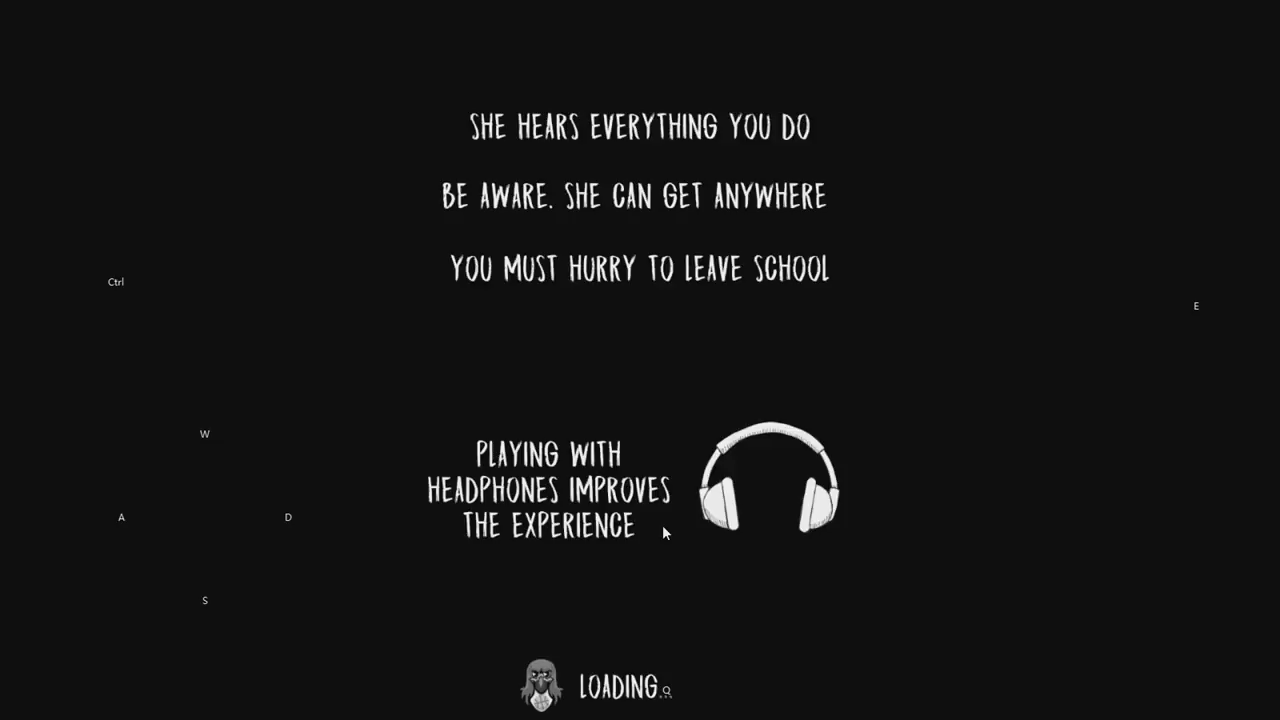 SHE HEARS EVERYTHING YOU DO
BE AWARE. SHE CAN GET ANYWHERE
YOU MUST HURRY TO LEAVE SCHOOL
Ctrl
E
W
PLAYING WITH
HEADPHONES IMPROVES
THE EXPERIENCE
A
D
S
LOADING...
Q